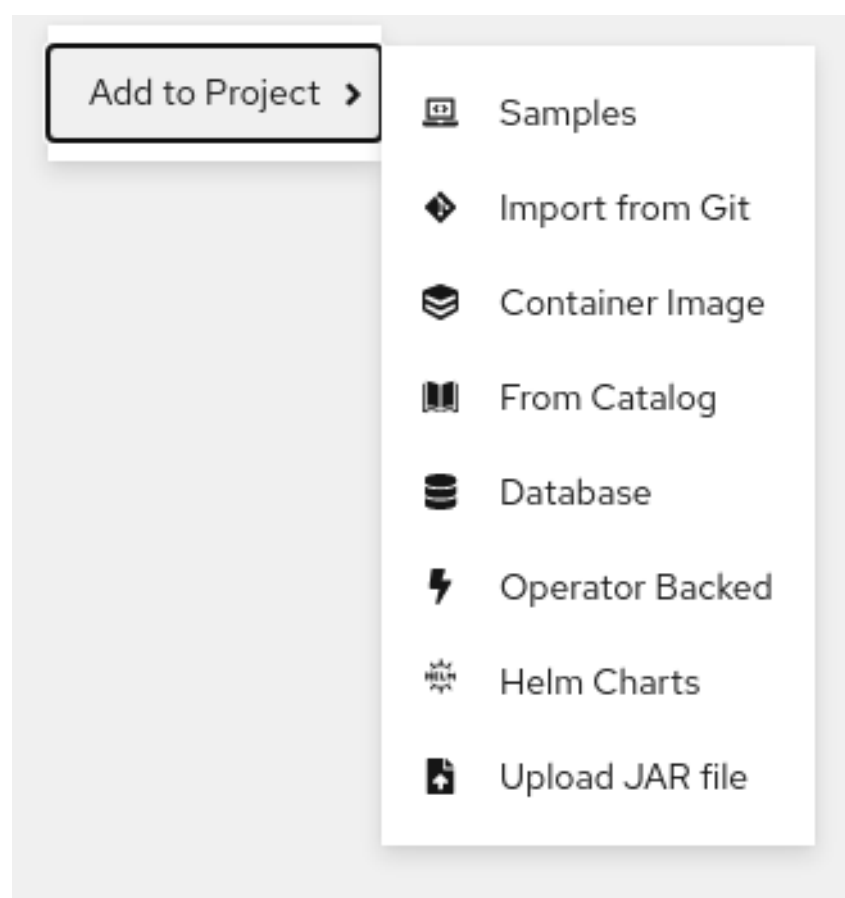 Add to Project
Samples
Import from Git
Container Image
From Catalog
Database
Operator Backed
HELM
Helm Charts
Upload JAR file